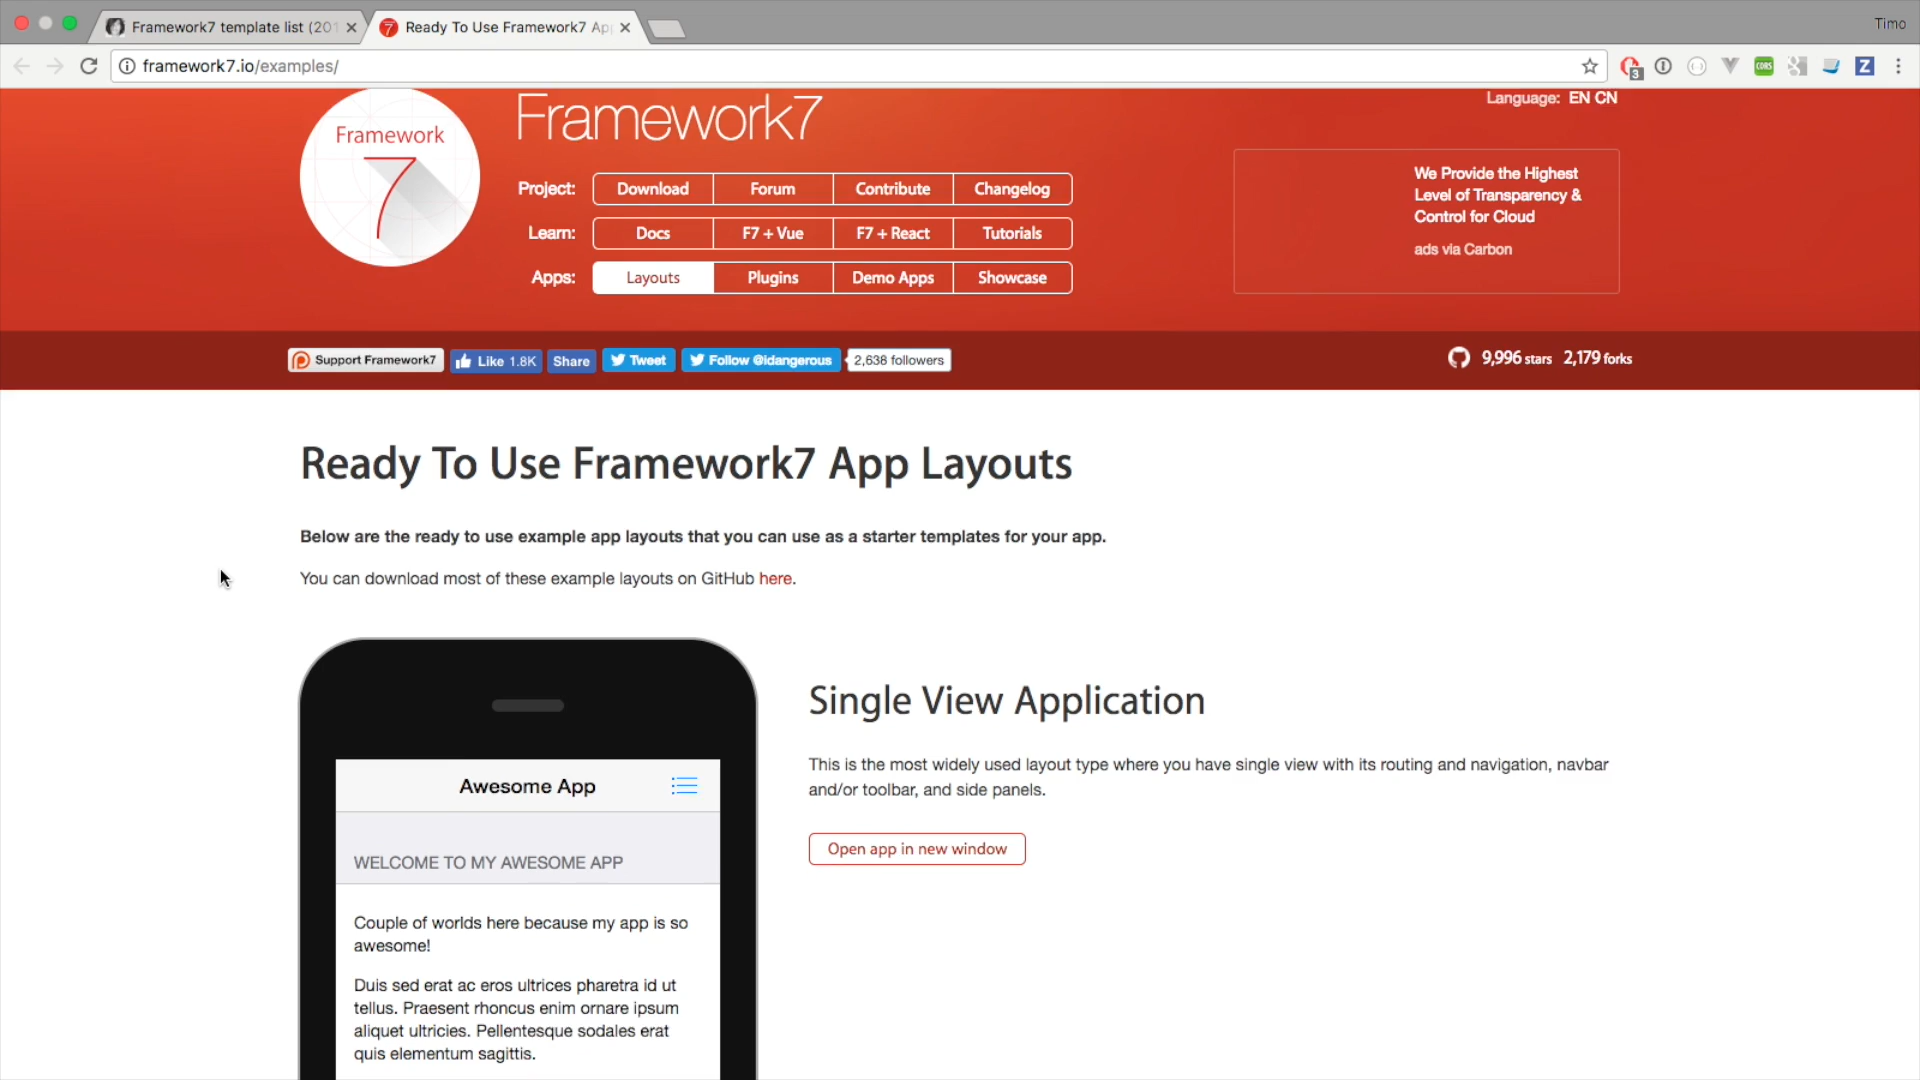 Framework7 template list (201
Ready To Use Framework7 App
Timo
framework7.io/examples/
3
CORS
Z
Framework
7
Framework7
Language: EN CN
Project: Download Forum Contribute Changelog
Learn: Docs F7 + Vue F7 + React Tutorials
Apps: Layouts Plugins Demo Apps Showcase
We Provide the Highest
Level of Transparency &
Control for Cloud
ads via Carbon
Support Framework7 Like 1.8K Share Tweet Follow @idangerous 2,638 followers
9,996 stars 2,179 forks
Ready To Use Framework7 App Layouts
Below are the ready to use example app layouts that you can use as a starter templates for your app.
You can download most of these example layouts on GitHub here.
Awesome App
WELCOME TO MY AWESOME APP
Couple of worlds here because my app is so
awesome!
Duis sed erat ac eros ultrices pharetra id ut
tellus. Praesent rhoncus enim ornare ipsum
aliquet ultricies. Pellentesque sodales erat
quis elementum sagittis.
Single View Application
This is the most widely used layout type where you have single view with its routing and navigation, navbar
and/or toolbar, and side panels.
Open app in new window